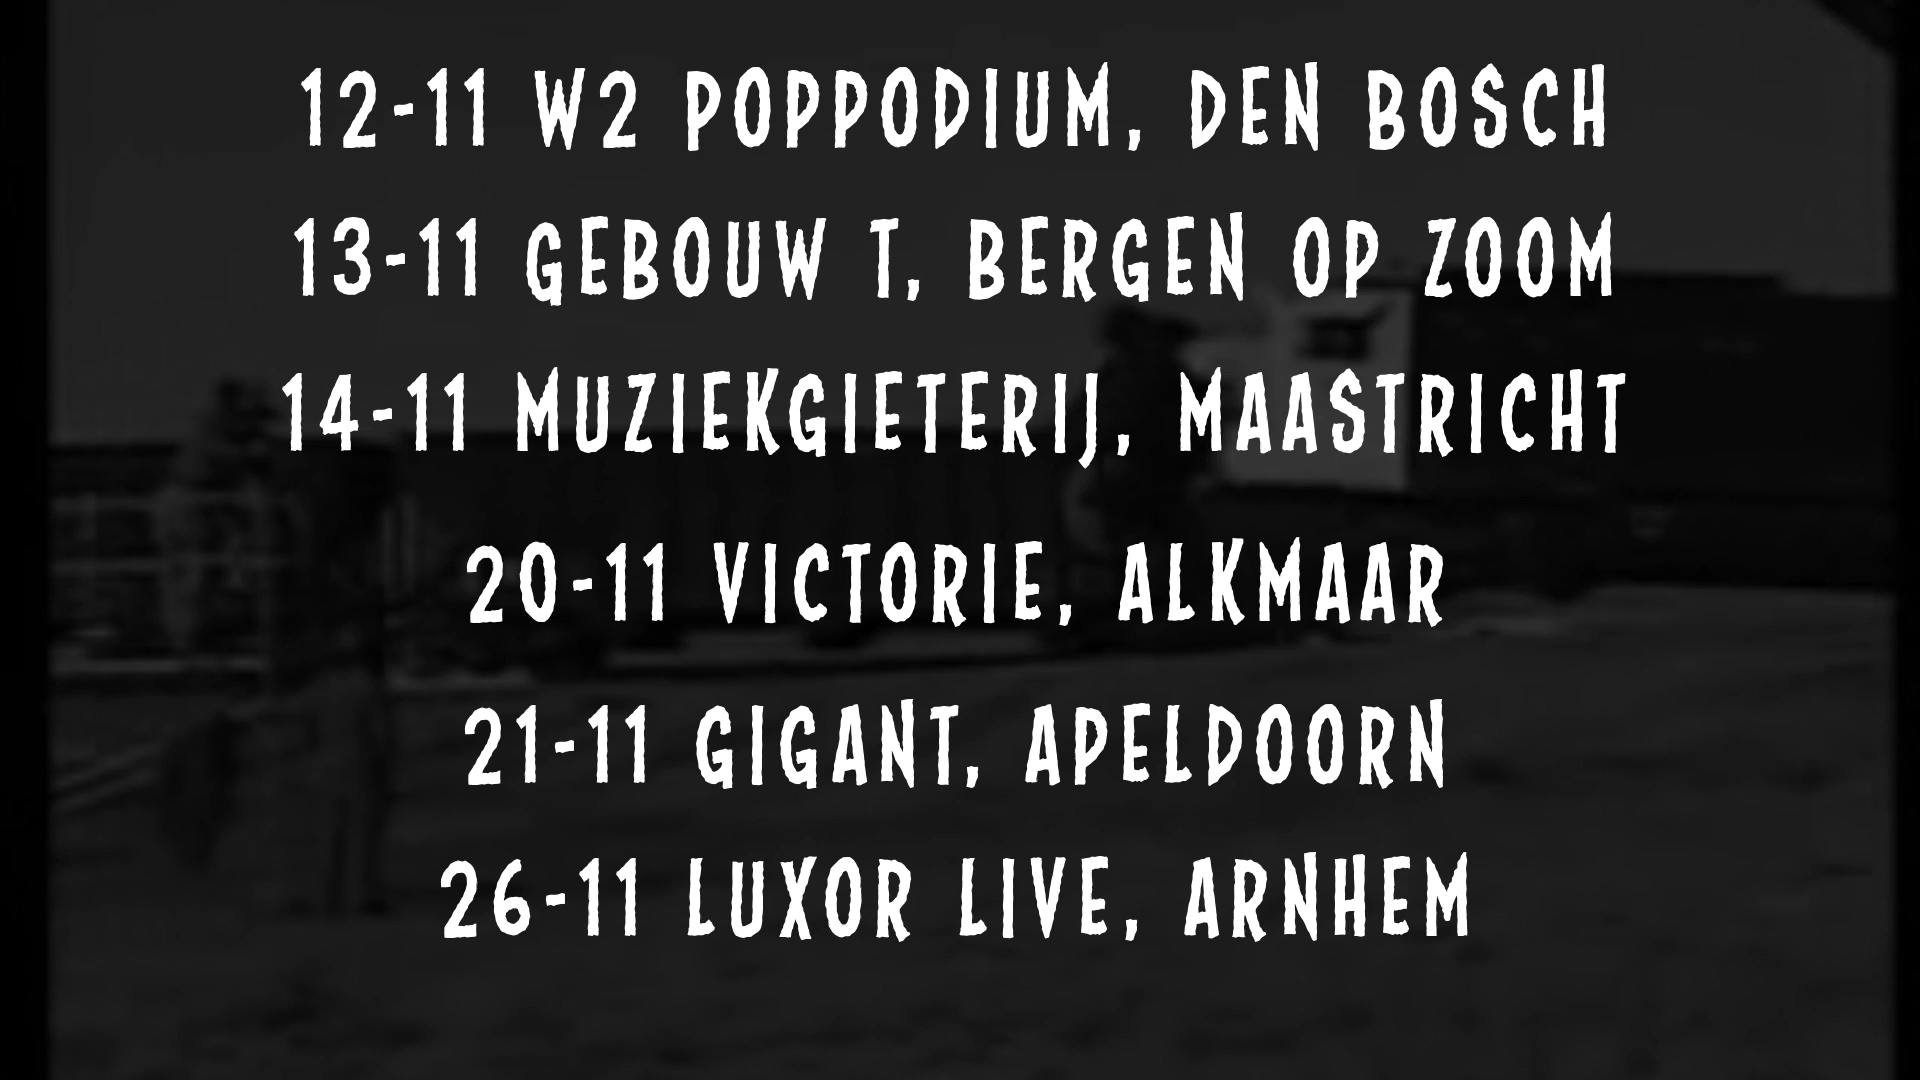 12-11 W2 POPPODIUM, DEN BOSCH
13-11 GEBOUW T, BERGEN OP ZOOM
14-11 MUZIEKGIETERIJ, MAASTRICHT
20-11 VICTORIE, ALKMAAR
21-11 GIGANT, APELDOORN
26-11 LUXOR LIVE, ARNHEM